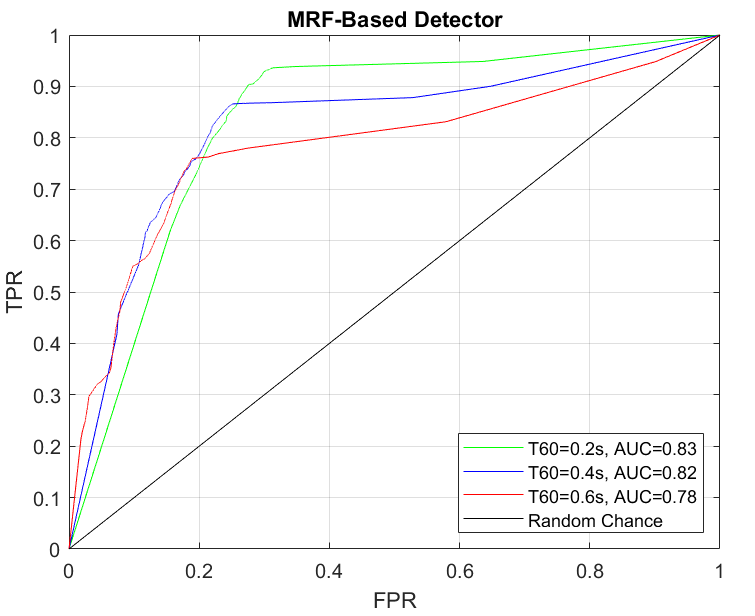 MRF-Based Detector
TPR
1
0.9
0.8
0.7
0.6
0.5
0.4
0.3
0.2
0.1
0
T60=0.2s, AUC=0.83
T60=0.4s, AUC=0.82
T60=0.6s, AUC=0.78
Random Chance
0 0.2 0.4 0.6 0.8 1
FPR